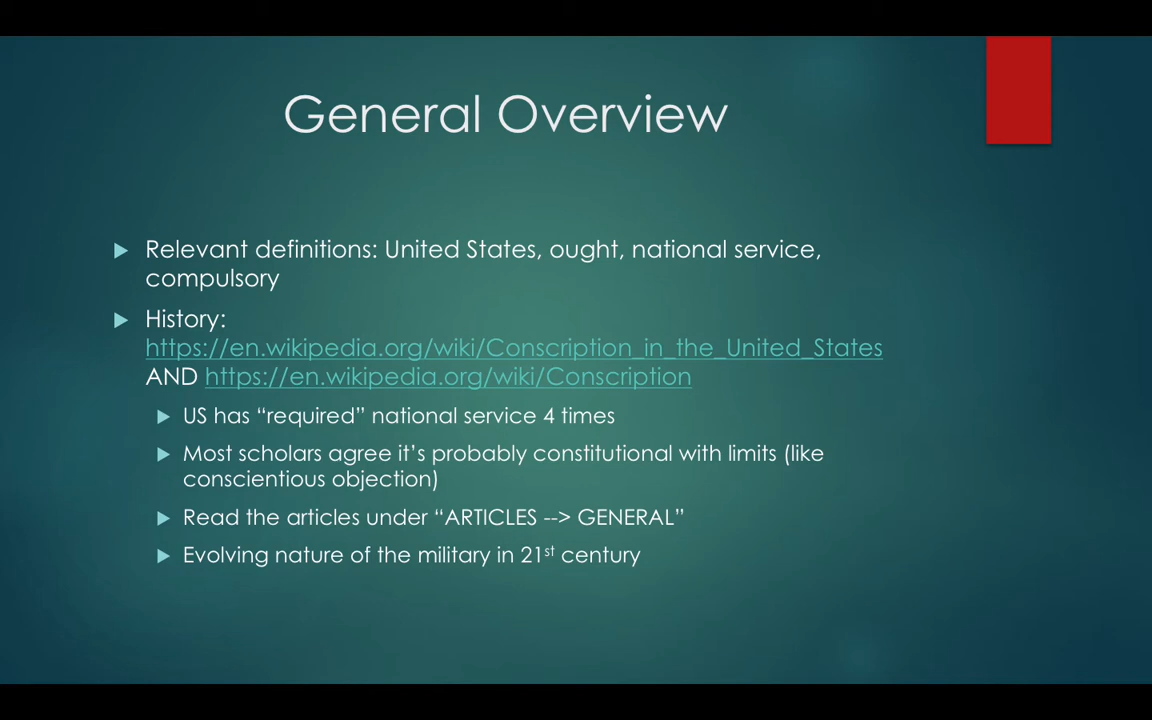 General Overview
Relevant definitions: United States, ought, national service,
compulsory
History:
https://en.wikipedia.org/wiki/Conscription_in_the_United_States
AND https://en.wikipedia.org/wiki/Conscription
US has “required” national service 4 times
Most scholars agree it’s probably constitutional with limits (like
conscientious objection)
Read the articles under “ARTICLES --> GENERAL”
Evolving nature of the military in 21st century